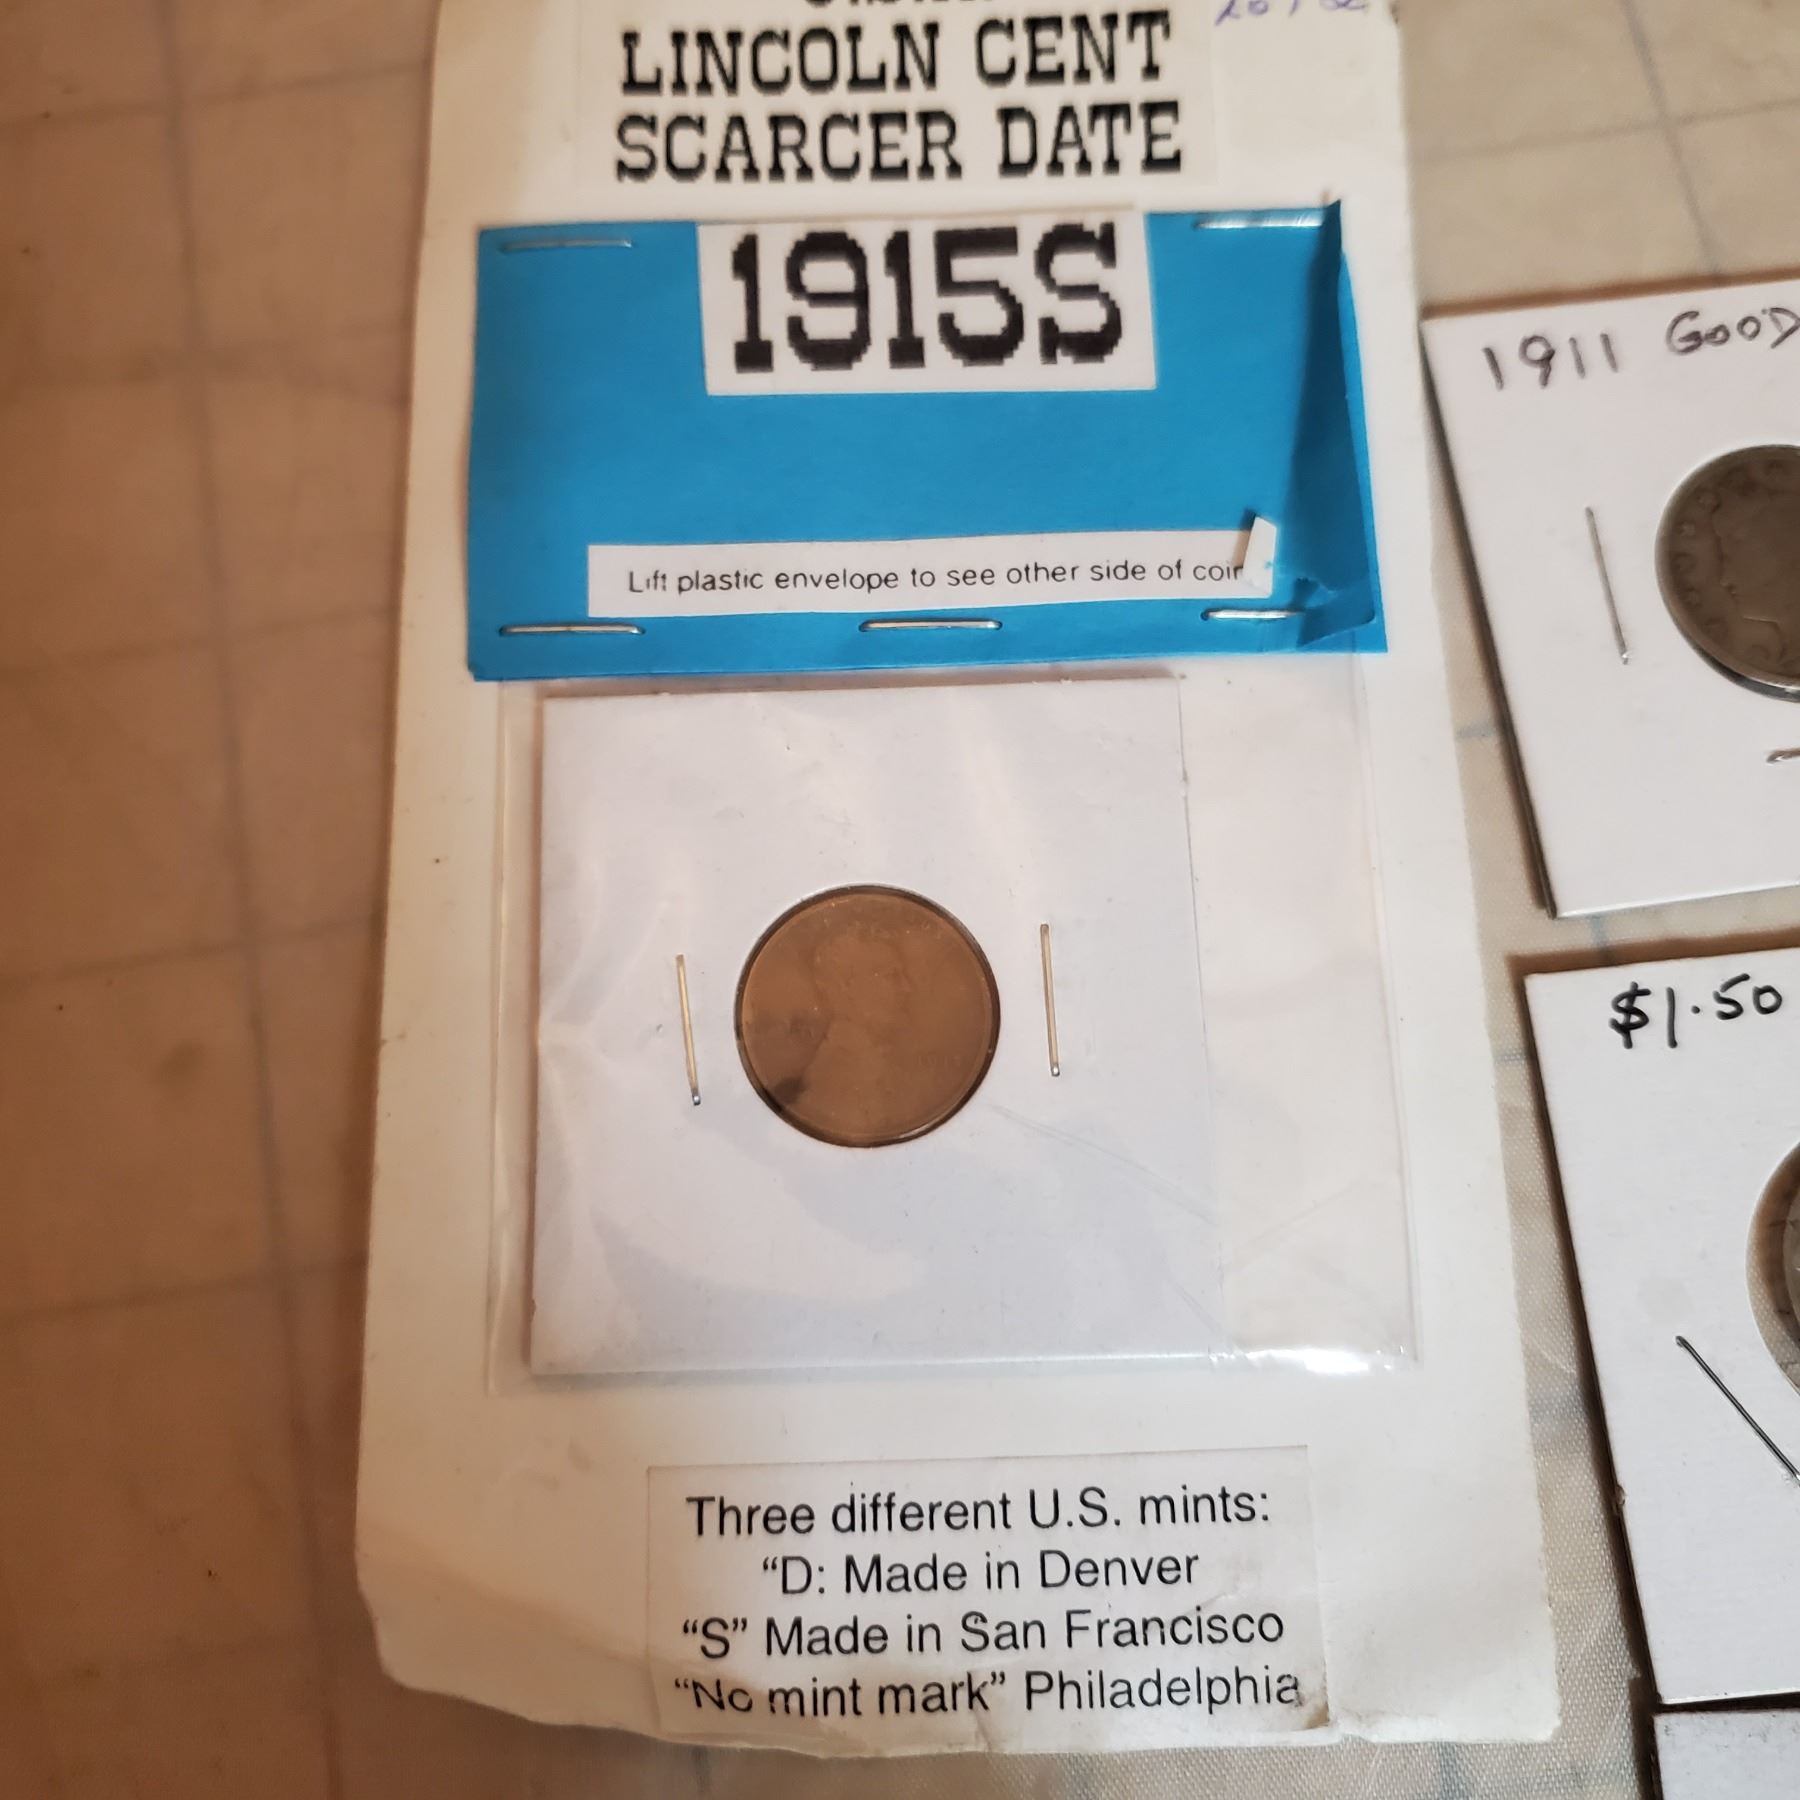 LINCOLN CENT
SCARCER DATE
1915S
Lift plastic envelope to see other side of coin
Three different U.S. mints:
“D: Made in Denver
“S” Made in San Francisco
“No mint mark” Philadelphia
1911 GOOD
$1.50